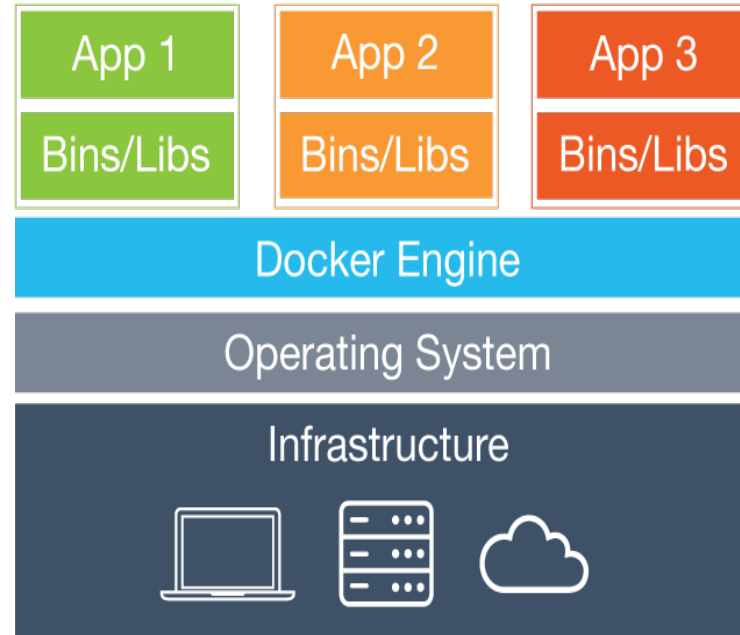 App 1
App 2
App 3
Bins/Libs
Bins/Libs
Bins/Libs
Docker Engine
Operating System
Infrastructure